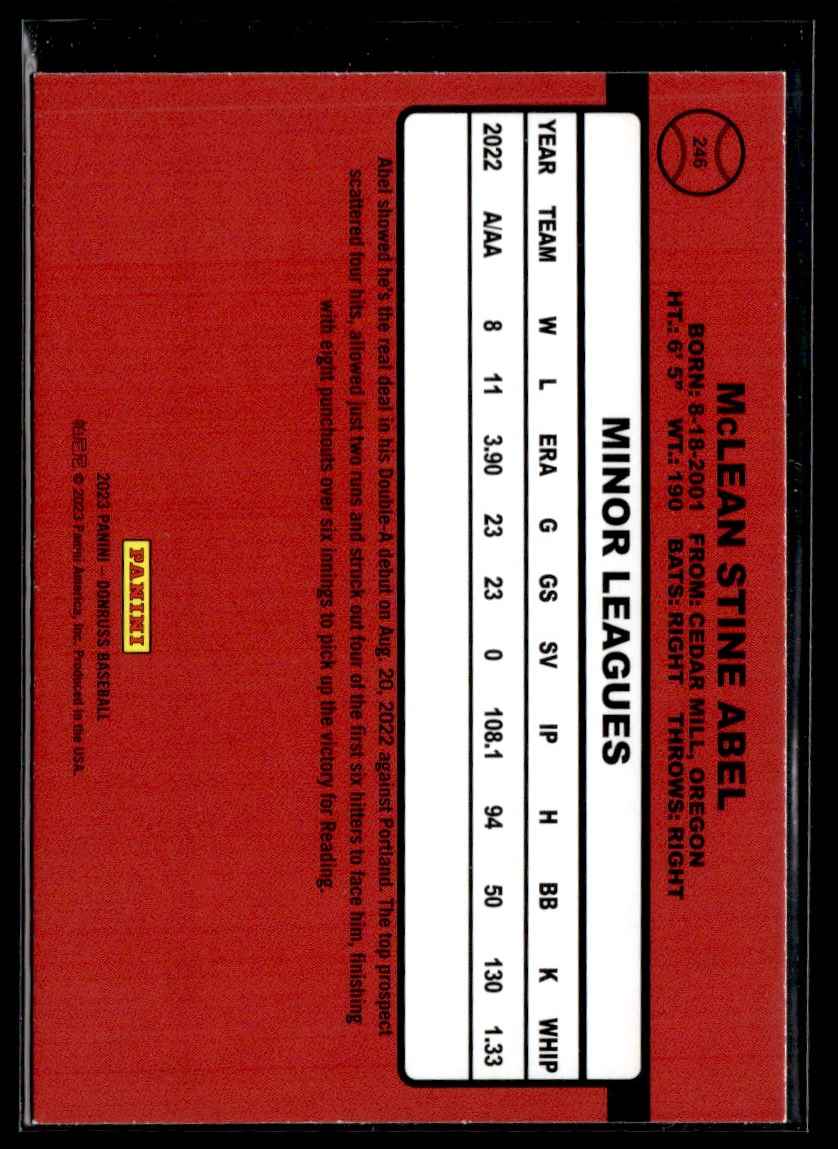 246
McLEAN STINE ABEL
BORN: 8-18-2001 FROM: CEDAR MILL, OREGON
HT.: 6' 5" WT.: 190 BATS: RIGHT THROWS: RIGHT
MINOR LEAGUES
YEAR TEAM W L ERA G GS SV IP H BB K WHIP
2022 A/AA 8 11 3.90 23 23 0 108.1 94 50 130 1.33
Abel showed he's the real deal in his Double-A debut on Aug. 20, 2022 against Portland. The top prospect
scattered four hits, allowed just two runs and struck out four of the first six hitters to face him, finishing
with eight punchouts over six innings to pick up the victory for Reading.
PANINI
2023 PANINI – DONRUSS BASEBALL
© 2023 Panini America, Inc. Produced in the USA.